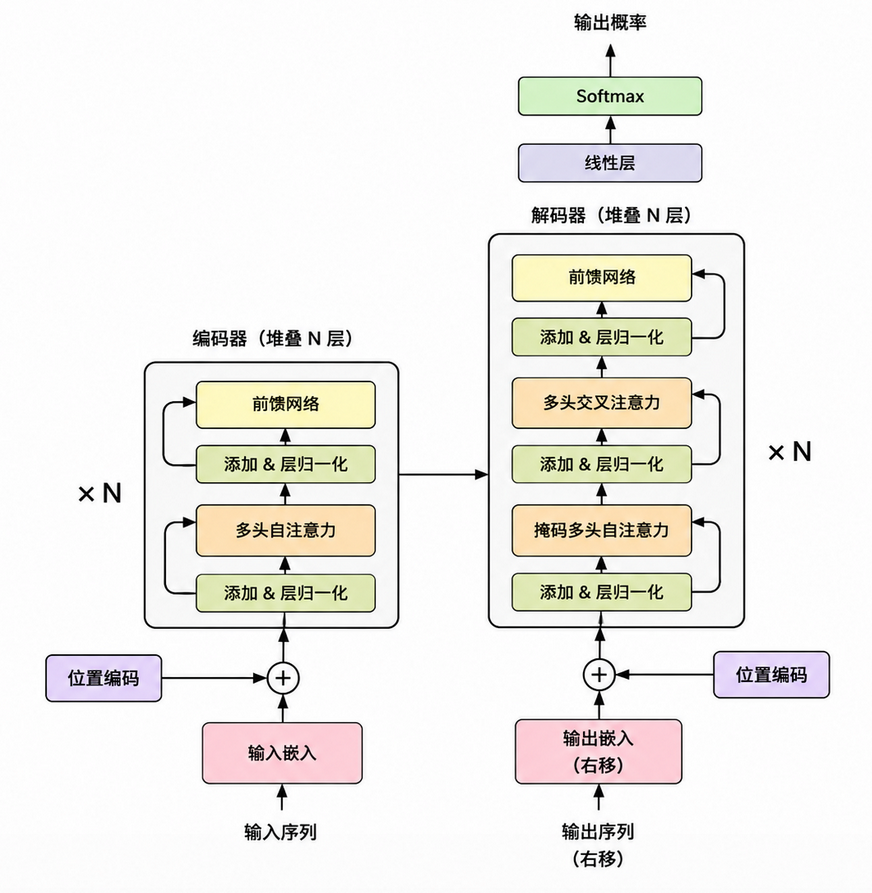 输出概率
Softmax
线性层
解码器（堆叠 N 层）
前馈网络
添加 & 层归一化
多头交叉注意力
添加 & 层归一化
掩码多头自注意力
添加 & 层归一化
× N
编码器（堆叠 N 层）
前馈网络
添加 & 层归一化
多头自注意力
添加 & 层归一化
× N
位置编码
输入嵌入
输入序列
位置编码
输出嵌入
（右移）
输出序列
（右移）